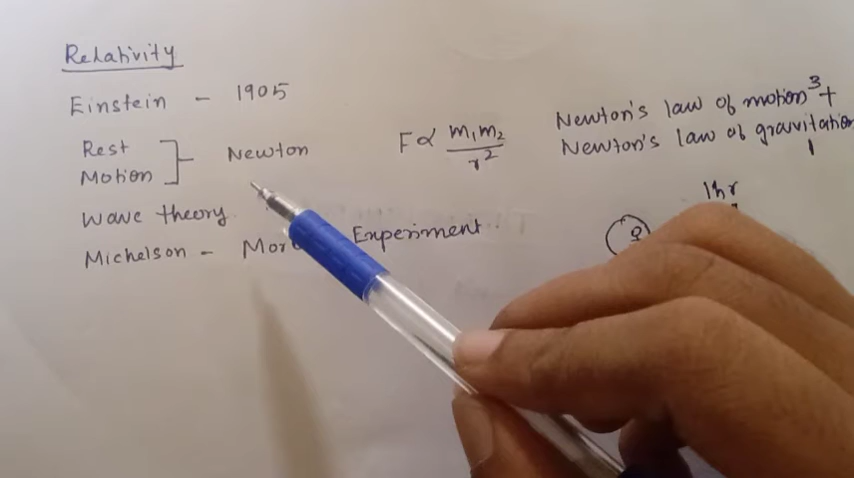 Relativity
Einstein - 1905
Rest
Motion
Newton
Wave theory
Michelson - Experiment
F ∝ m₁m₂/r²
Newton's law of motion 3 +
Newton's law of gravitation
1
1hr